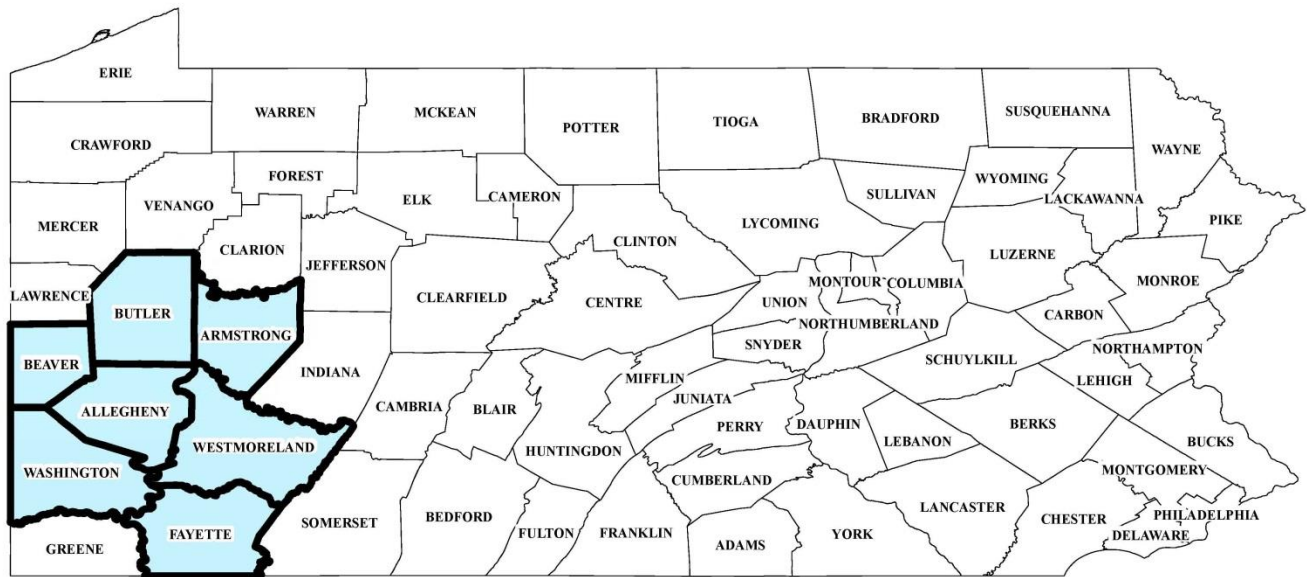 ERIE
WARREN
MCKEAN
POTTER
TIOGA
BRADFORD
SUSQUEHANNA
CRAWFORD
WAYNE
FOREST
WYOMING
VENANGO
ELK
CAMERON
SULLIVAN
LACKAWANNA
MERCER
LYCOMING
PIKE
CLARION
CLINTON
LUZERNE
JEFFERSON
MONROE
LAWRENCE
CLEARFIELD
CENTRE
UNION
MONTOUR
COLUMBIA
BUTLER
CARBON
ARMSTRONG
NORTHUMBERLAND
SNYDER
NORTHAMPTON
BEAVER
INDIANA
SCHUYLKILL
MIFFLIN
LEHIGH
ALLEGHENY
CAMBRIA
BLAIR
JUNIATA
PERRY
DAUPHIN
BERKS
WESTMORELAND
HUNTINGDON
LEBANON
BUCKS
WASHINGTON
CUMBERLAND
MONTGOMERY
LANCASTER
SOMERSET
BEDFORD
FULTON
FRANKLIN
YORK
CHESTER
PHILADELPHIA
FAYETTE
DELAWARE
GREENE
ADAMS